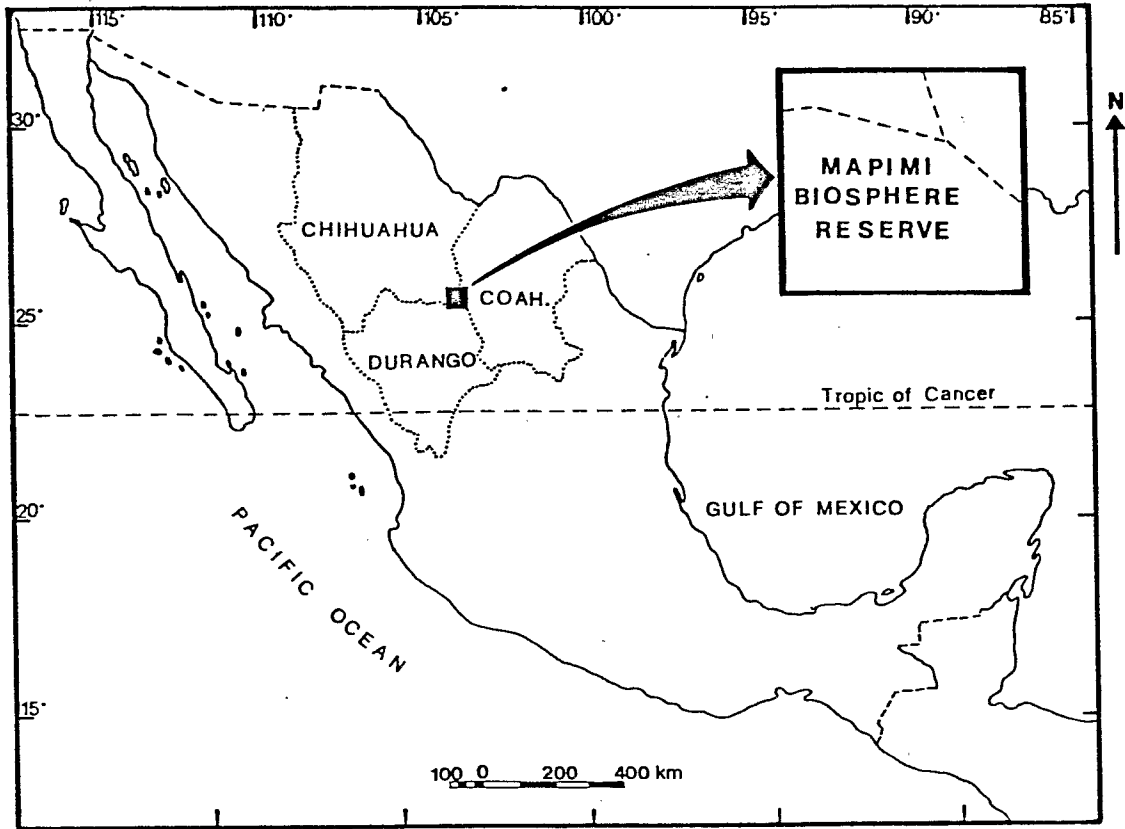 115° 110° 105° 100° 95° 90° 85°
N
30°
MAPIMI
BIOSPHERE
RESERVE
CHIHUAHUA
COAH.
25°
DURANGO
Tropic of Cancer
20°
GULF OF MEXICO
PACIFIC OCEAN
15°
100 0 200 400 km